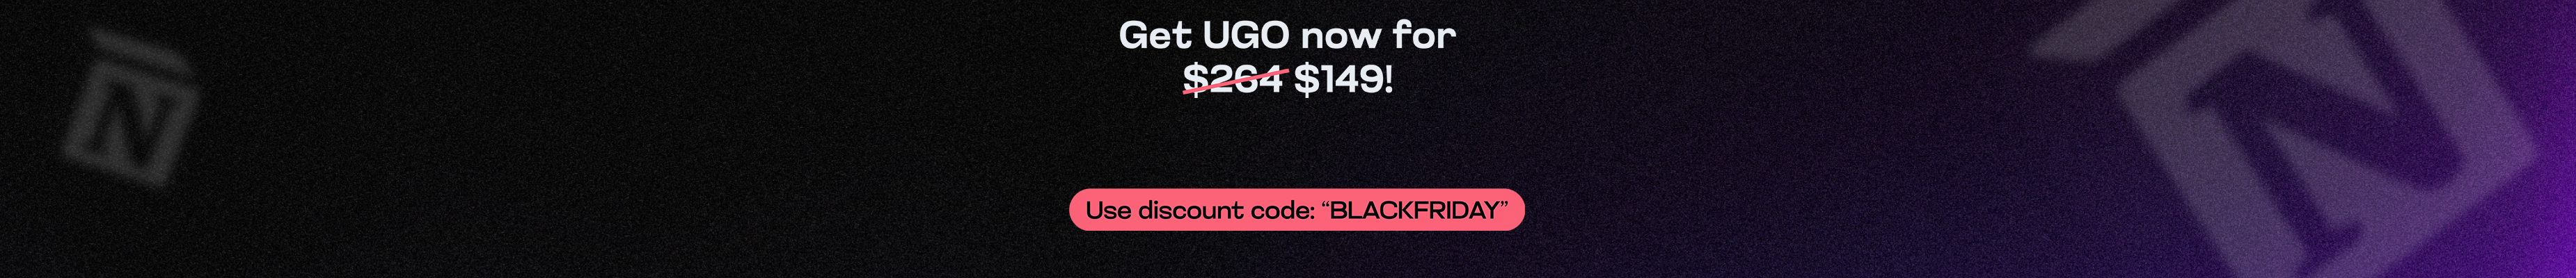 Get UGO now for
$264 $149!
Use discount code: “BLACKFRIDAY”
N
N